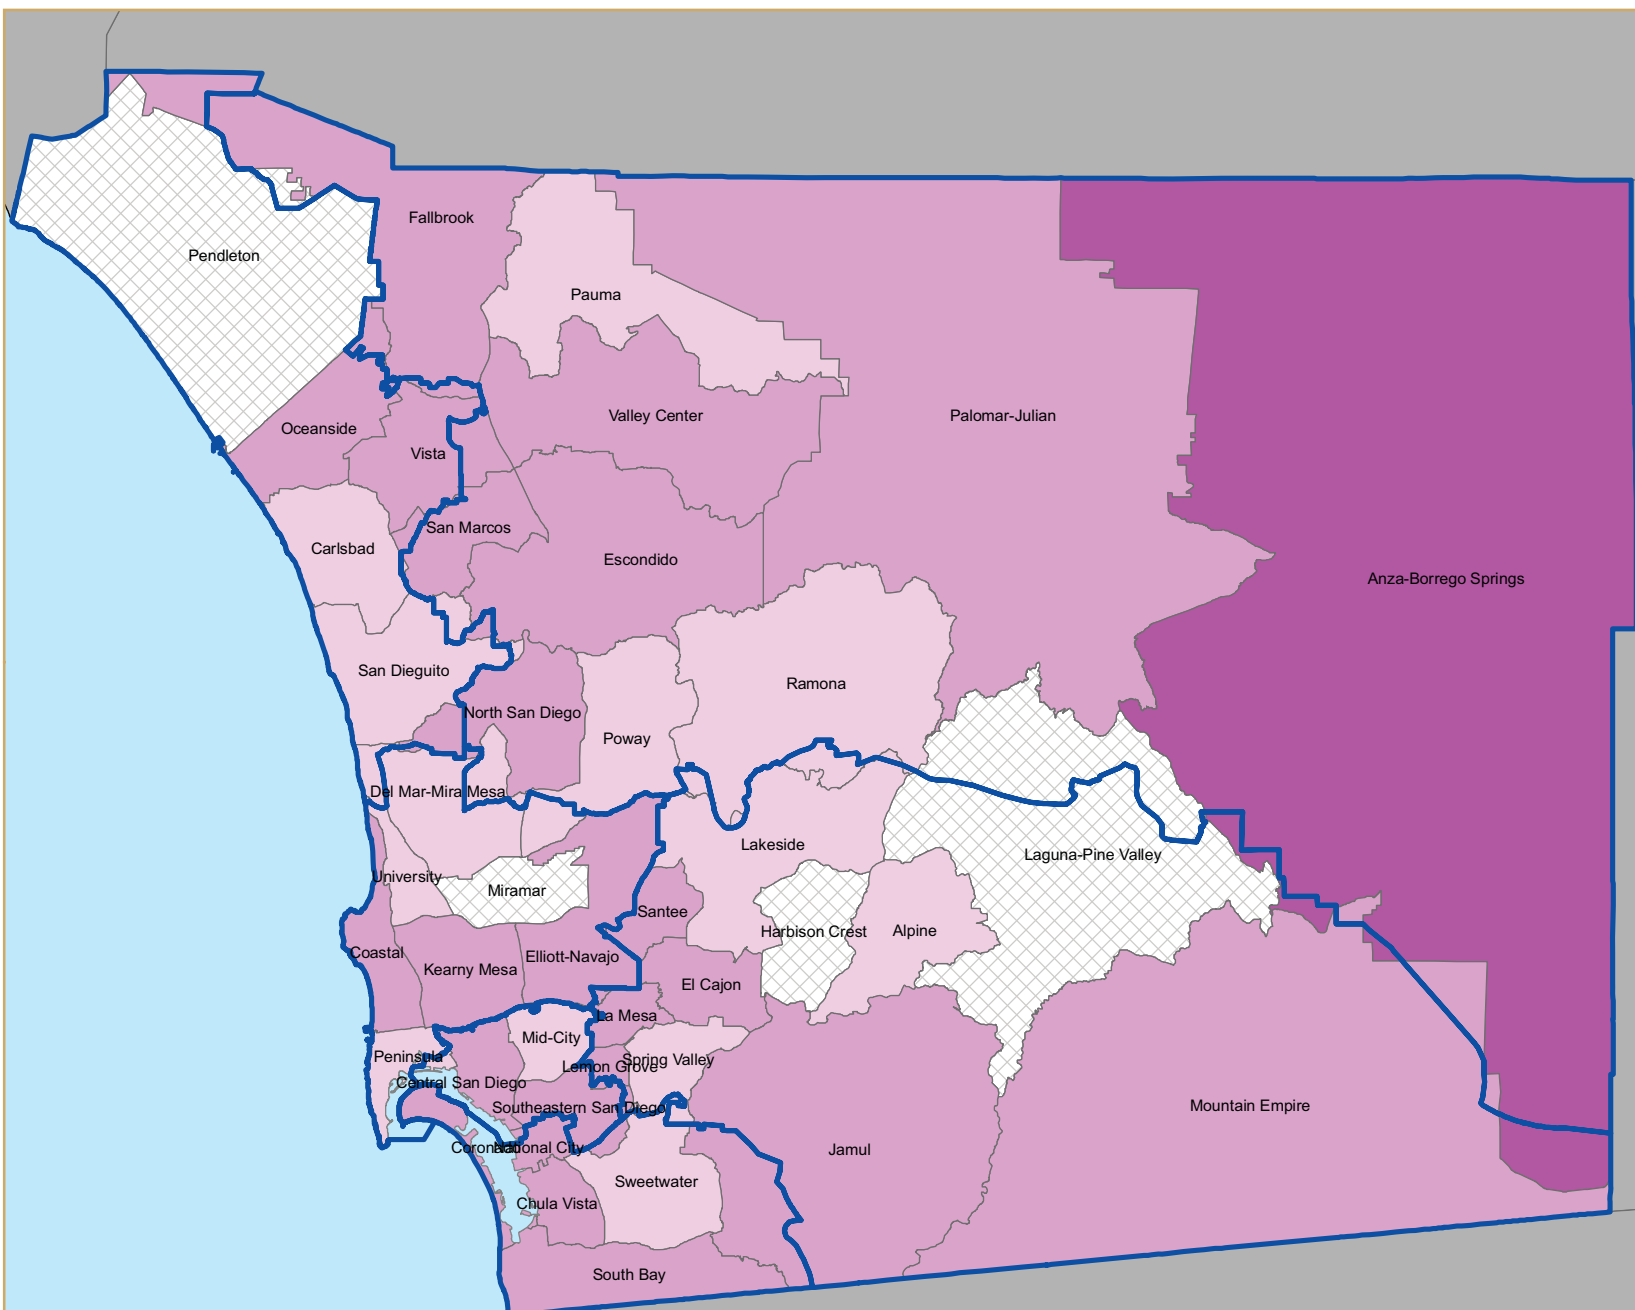 Fallbrook
Pendleton
Pauma
Valley Center
Palomar-Julian
Oceanside
Vista
San Marcos
Carlsbad
Escondido
Anza-Borrego Springs
San Dieguito
Ramona
North San Diego
Poway
Del Mar-Mira Mesa
Lakeside
Laguna-Pine Valley
University
Miramar
Santee
Harbison Crest
Alpine
Coastal
Elliott-Navajo
Kearny Mesa
El Cajon
La Mesa
Mid-City
Peninsula
Spring Valley
Lemon Grove
Central San Diego
Southeastern San Diego
Mountain Empire
Coronado
National City
Jamul
Sweetwater
Chula Vista
South Bay